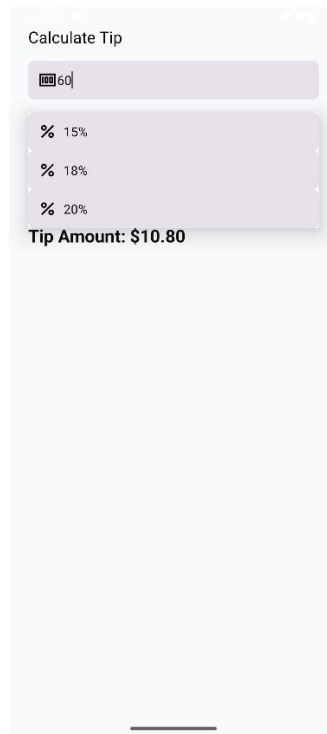 Calculate Tip
60
% 15%
% 18%
% 20%
Tip Amount: $10.80